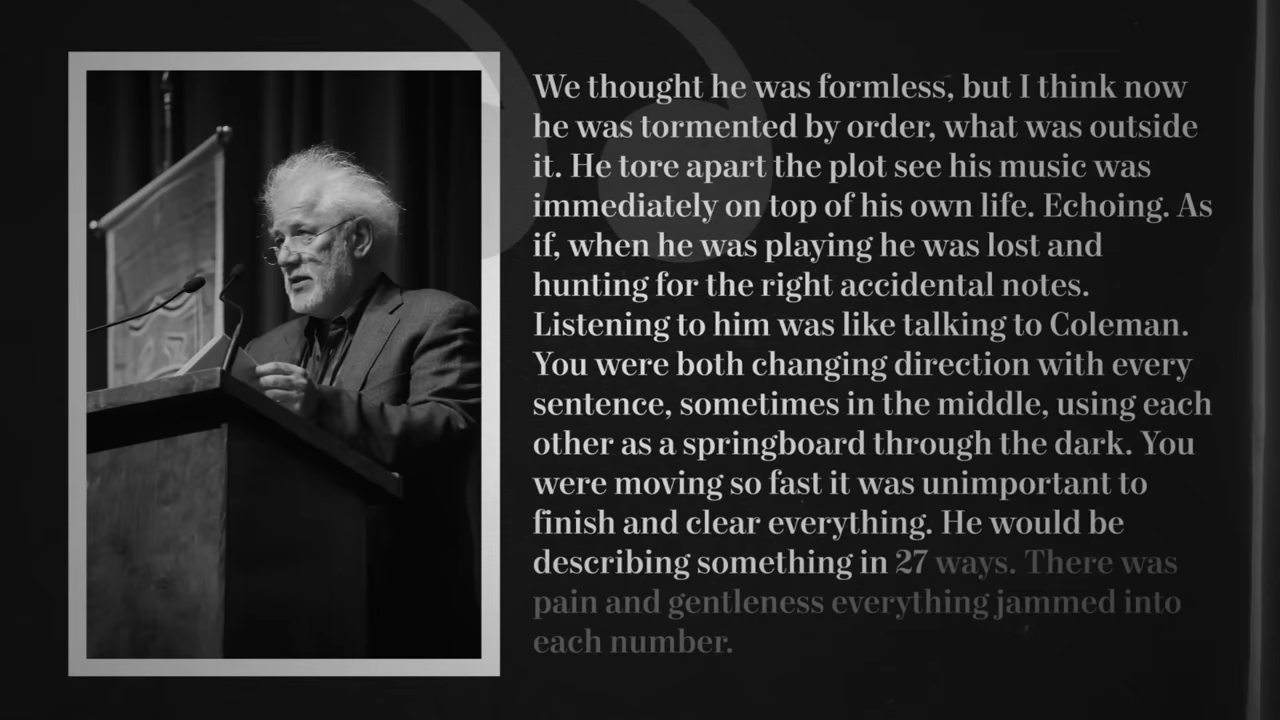 We thought he was formless, but I think now
he was tormented by order, what was outside
it. He tore apart the plot see his music was
immediately on top of his own life. Echoing. As
if, when he was playing he was lost and
hunting for the right accidental notes.
Listening to him was like talking to Coleman.
You were both changing direction with every
sentence, sometimes in the middle, using each
other as a springboard through the dark. You
were moving so fast it was unimportant to
finish and clear everything. He would be
describing something in 27 ways. There was
pain and gentleness everything jammed into
each number.